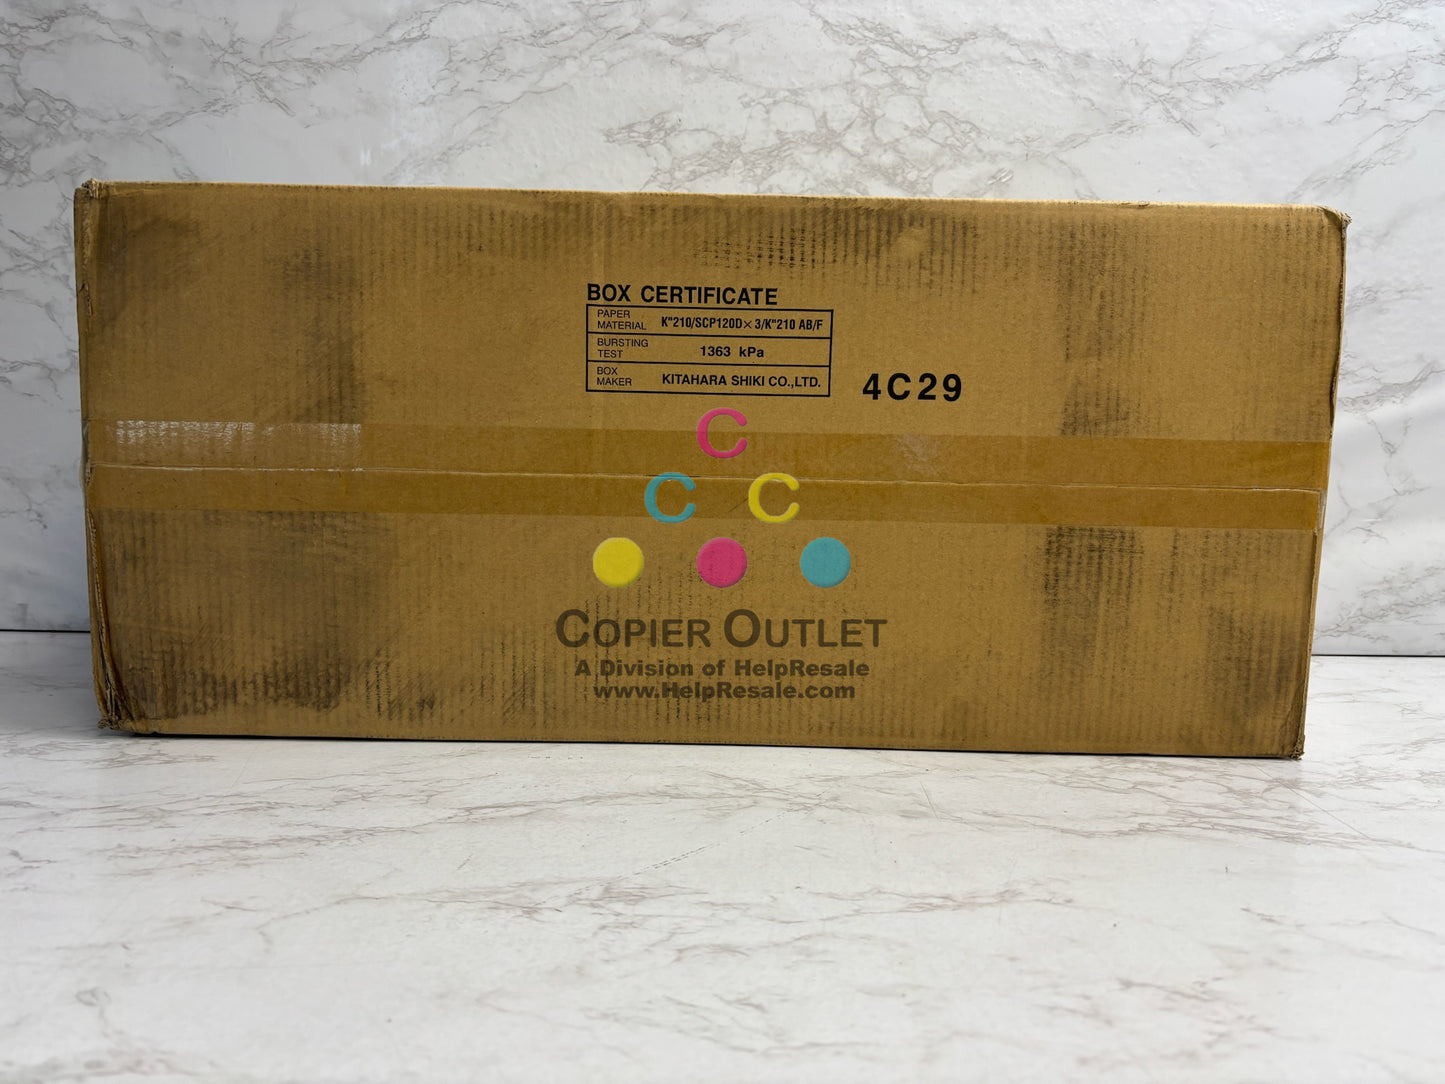 BOX CERTIFICATE
PAPER MATERIAL K"210/SCP120D×3/K"210 AB/F
BURSTING TEST 1363 kPa
BOX MAKER KITAHARA SHIKI CO.,LTD.
4C29
C
C C
COPIER OUTLET
A Division of HelpResale
www.HelpResale.com